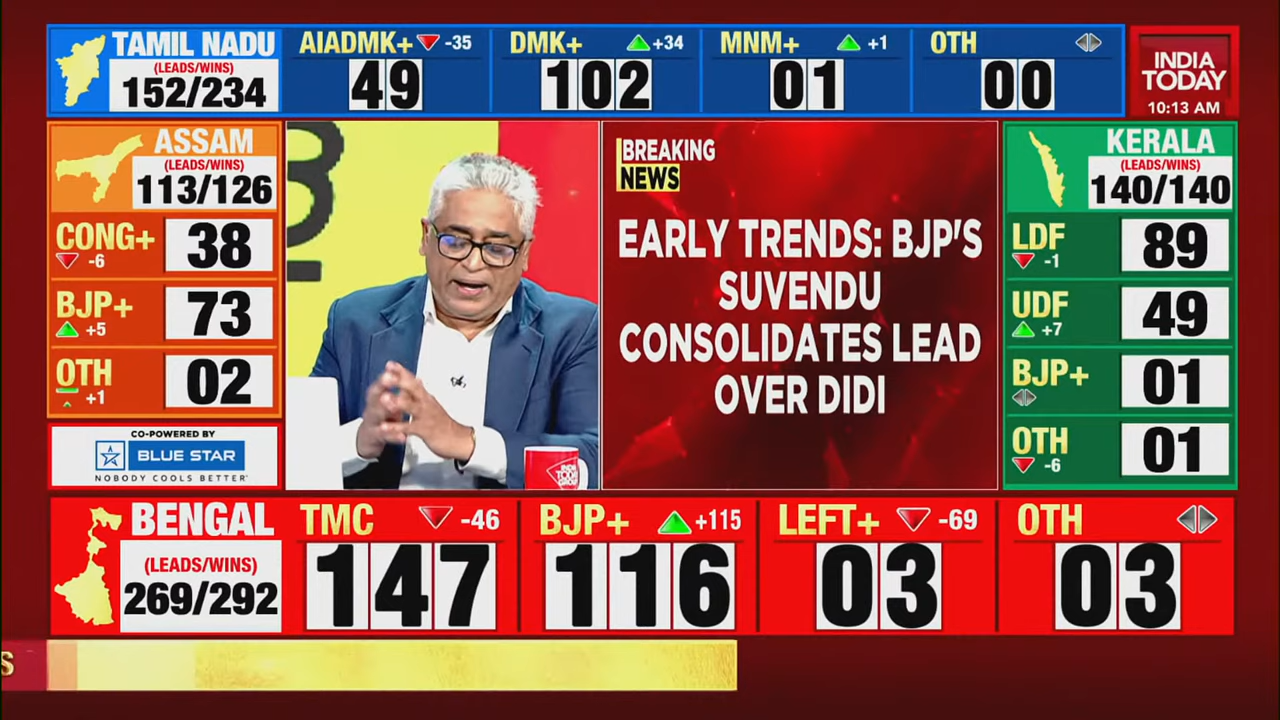 TAMIL NADU
(LEADS/WINS)
152/234
AIADMK+ -35
49
DMK+ +34
102
MNM+ +1
01
OTH
00
INDIA
TODAY
10:13 AM
ASSAM
(LEADS/WINS)
113/126
CONG+
-6
38
BJP+
+5
73
OTH
+1
02
CO-POWERED BY
BLUE STAR
NOBODY COOLS BETTER
BREAKING
NEWS
EARLY TRENDS: BJP'S
SUVENDU
CONSOLIDATES LEAD
OVER DIDI
INDIA
TODAY
GROUP
KERALA
(LEADS/WINS)
140/140
LDF
-1
89
UDF
+7
49
BJP+
01
OTH
-6
01
BENGAL
(LEADS/WINS)
269/292
TMC -46
147
BJP+ +115
116
LEFT+ -69
03
OTH
03
S